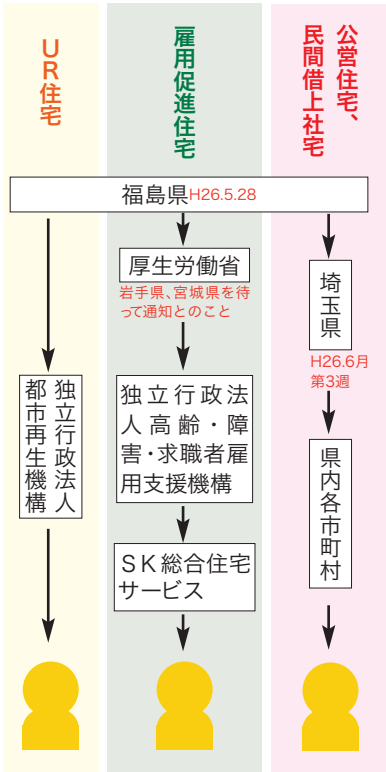 UR住宅
雇用促進住宅
公営住宅、
民間借上社宅
福島県H26.5.28
厚生労働省
岩手県、宮城県を待
って通知とのこと
埼玉県
H26.6月
第3週
独立行政法人
都市再生機構
独立行政法
人高齢・障
害・求職者雇
用支援機構
県内各市町村
SK総合住宅
サービス